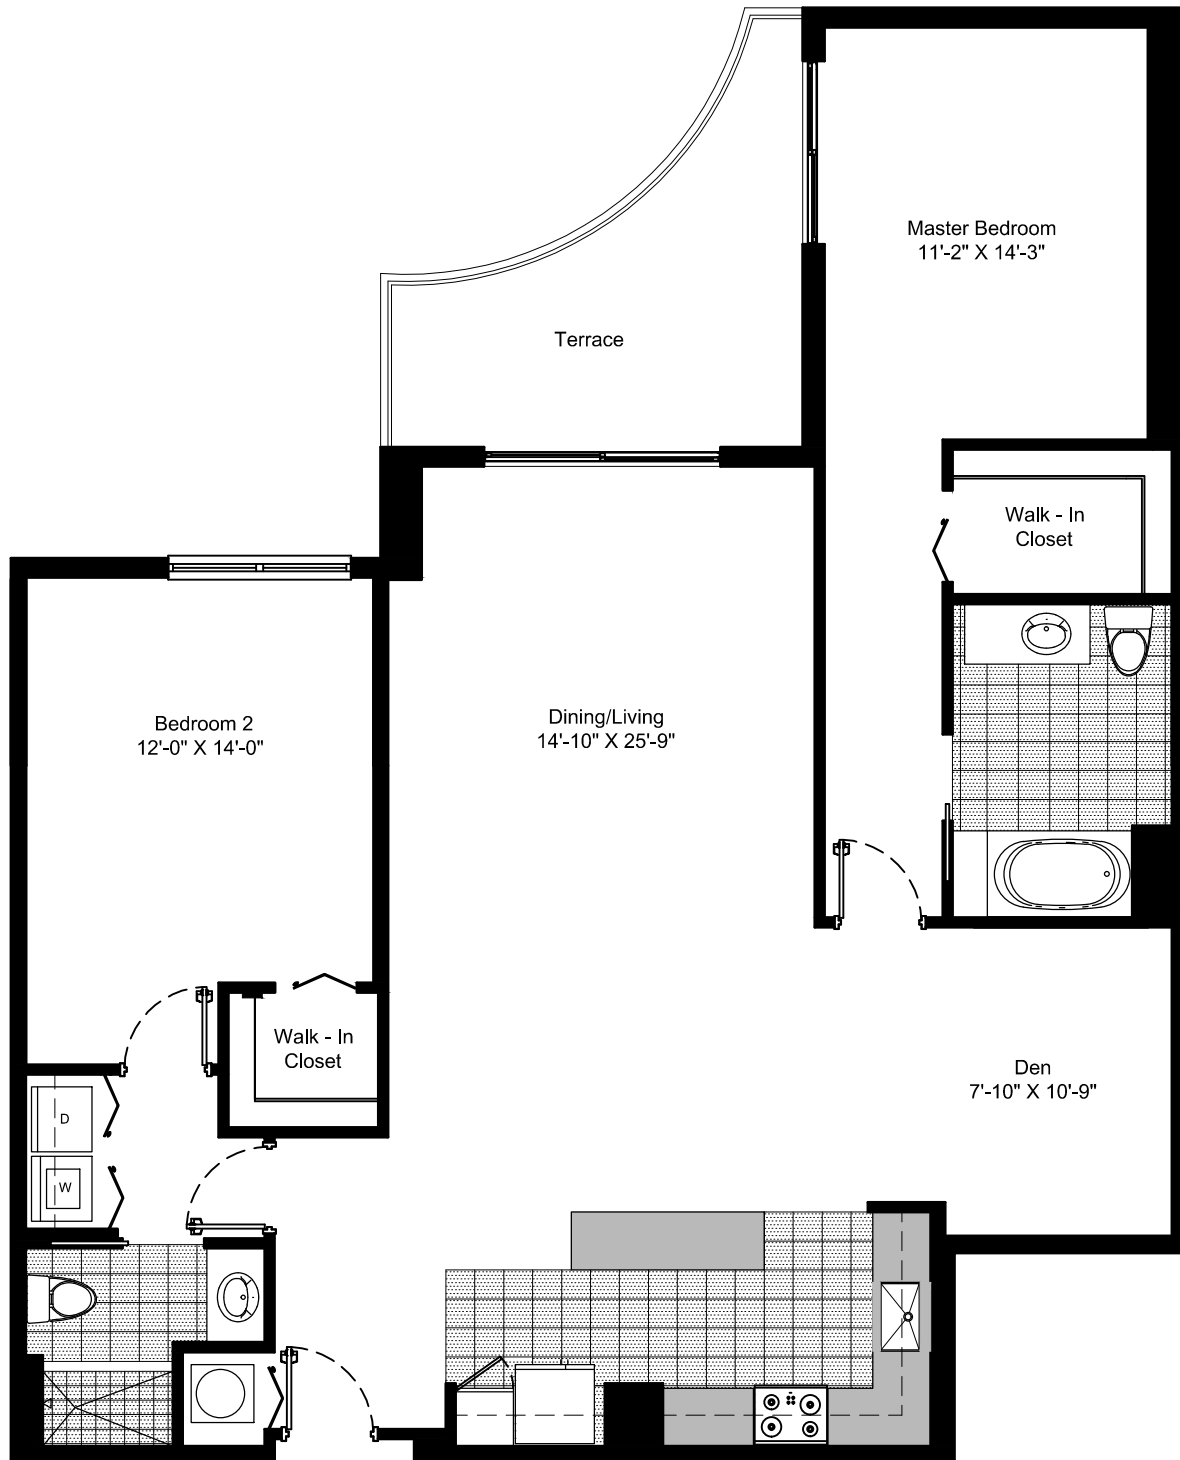 Master Bedroom
11'-2" X 14'-3"
Terrace
Walk - In
Closet
Bedroom 2
12'-0" X 14'-0"
Dining/Living
14'-10" X 25'-9"
Walk - In
Closet
Den
7'-10" X 10'-9"
D
W